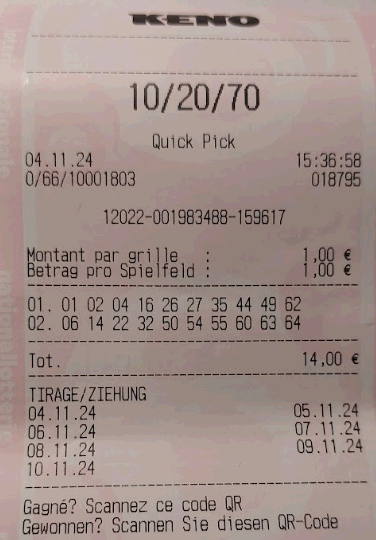 KENO
10/20/70
Quick Pick
04.11.24 15:36:58
0/66/10001803 018795
12022-001983488-159617
Montant par grille : 1,00 €
Betrag pro Spielfeld : 1,00 €
01. 01 02 04 16 26 27 35 44 49 62
02. 06 14 22 32 50 54 55 60 63 64
Tot. 14,00 €
TIRAGE/ZIEHUNG
04.11.24 05.11.24
06.11.24 07.11.24
08.11.24 09.11.24
10.11.24
Gagné? Scannez ce code QR
Gewonnen? Scannen Sie diesen QR-Code